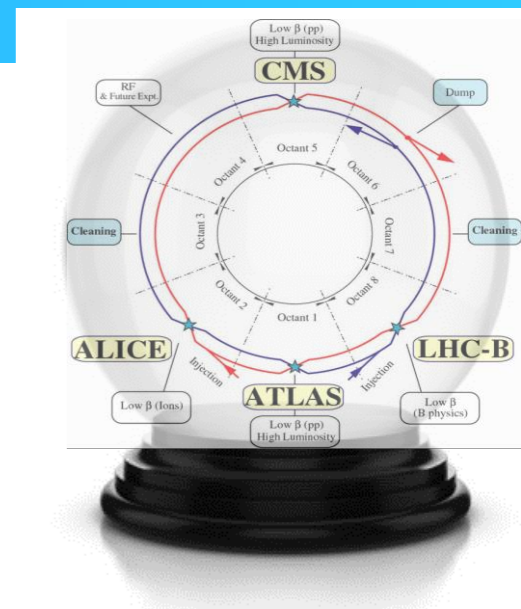 Low β (pp)
High Luminosity
CMS
RF
& Future Expt.
Dump
Octant 5
Octant 4
Octant 6
Octant 3
Octant 7
Cleaning
Cleaning
Octant 2
Octant 8
Octant 1
ALICE
LHC-B
Injection
Injection
ATLAS
Low β (Ions)
Low β
(B physics)
Low β (pp)
High Luminosity